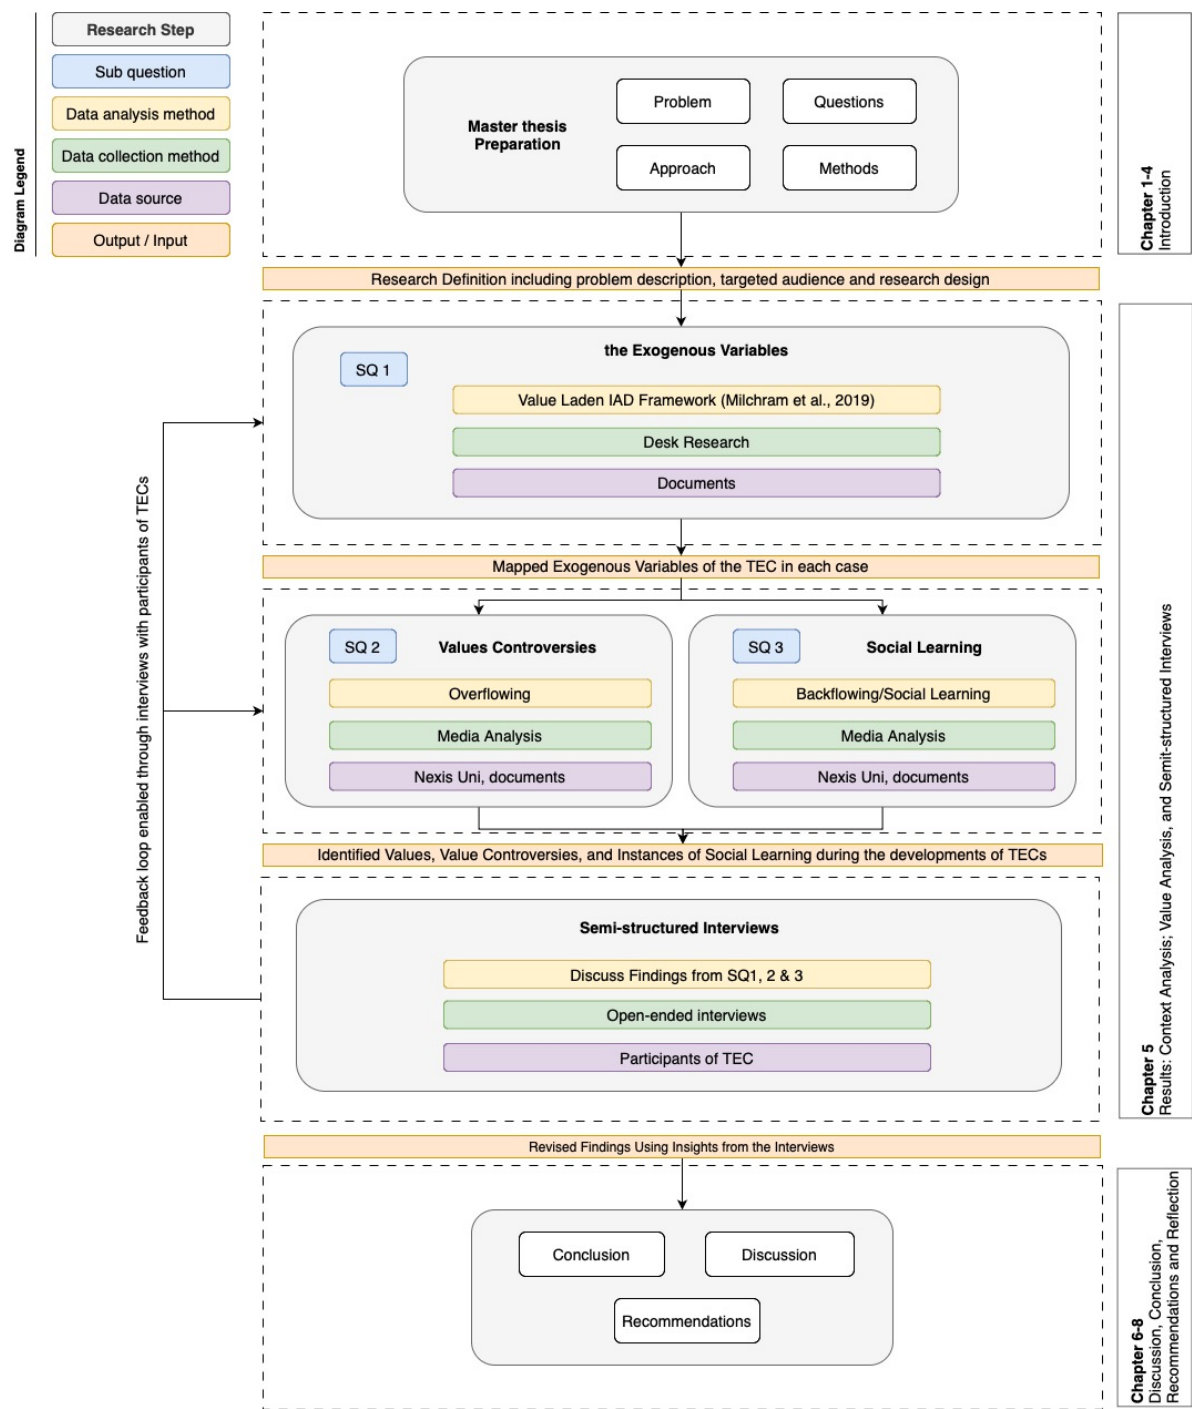 Diagram Legend
Research Step
Sub question
Data analysis method
Data collection method
Data source
Output / Input
Master thesis
Preparation
Problem
Questions
Approach
Methods
Chapter 1-4
Introduction
Research Definition including problem description, targeted audience and research design
the Exogenous Variables
SQ 1
Value Laden IAD Framework (Milchram et al., 2019)
Desk Research
Documents
Mapped Exogenous Variables of the TEC in each case
SQ 2
Values Controversies
Overflowing
Media Analysis
Nexis Uni, documents
SQ 3
Social Learning
Backflowing/Social Learning
Media Analysis
Nexis Uni, documents
Identified Values, Value Controversies, and Instances of Social Learning during the developments of TECs
Semi-structured Interviews
Discuss Findings from SQ1, 2 & 3
Open-ended interviews
Participants of TEC
Feedback loop enabled through interviews with participants of TECs
Chapter 5
Results: Context Analysis; Value Analysis, and Semit-structured Interviews
Revised Findings Using Insights from the Interviews
Conclusion
Discussion
Recommendations
Chapter 6-8
Discussion, Conclusion,
Recommendations and Reflection